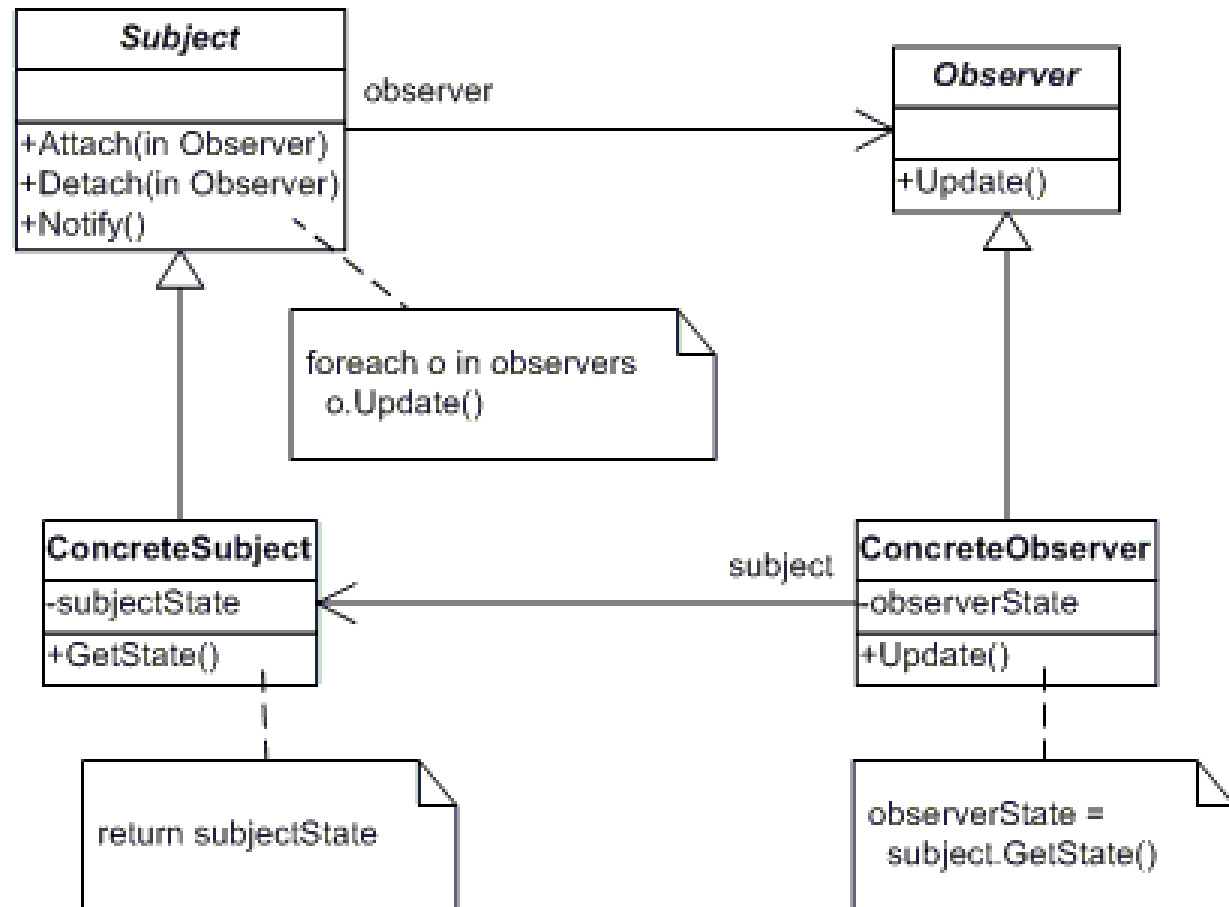 Subject
+Attach(in Observer)
+Detach(in Observer)
+Notify()
observer
Observer
+Update()
foreach o in observers
o.Update()
ConcreteSubject
-subjectState
+GetState()
subject
ConcreteObserver
-observerState
+Update()
return subjectState
observerState =
subject.GetState()